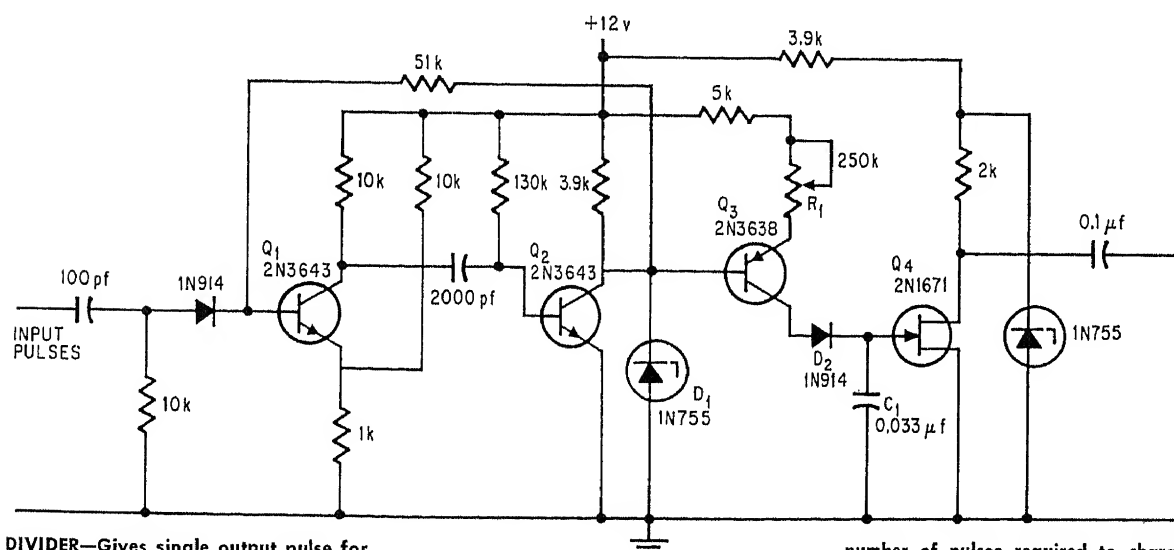 +12 v
3.9k
51 k
5k
250k
R1
10k
10k
130k
3.9k
2k
Q3
2N3638
0.1 μf
Q1
2N3643
Q2
2N3643
Q4
2N1671
100 pf
1N914
2000 pf
INPUT
PULSES
D1
1N755
D2
1N914
1N755
10k
1k
C1
0.033 μf
DIVIDER—Gives single output pulse for
number of pulses required to charge